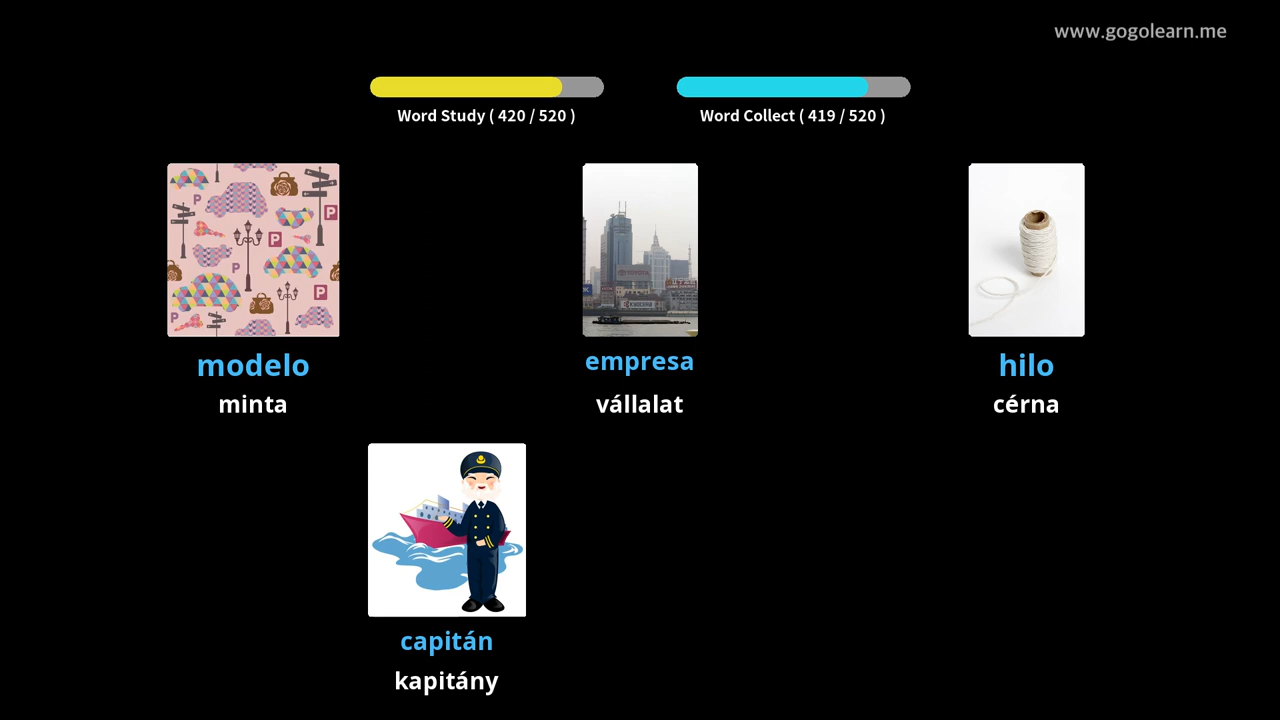 www.gogolearn.me
Word Study ( 420 / 520 )
Word Collect ( 419 / 520 )
P
P
P
P
P
P
TOYOTA
modelo
empresa
hilo
minta
vállalat
cérna
capitán
kapitány